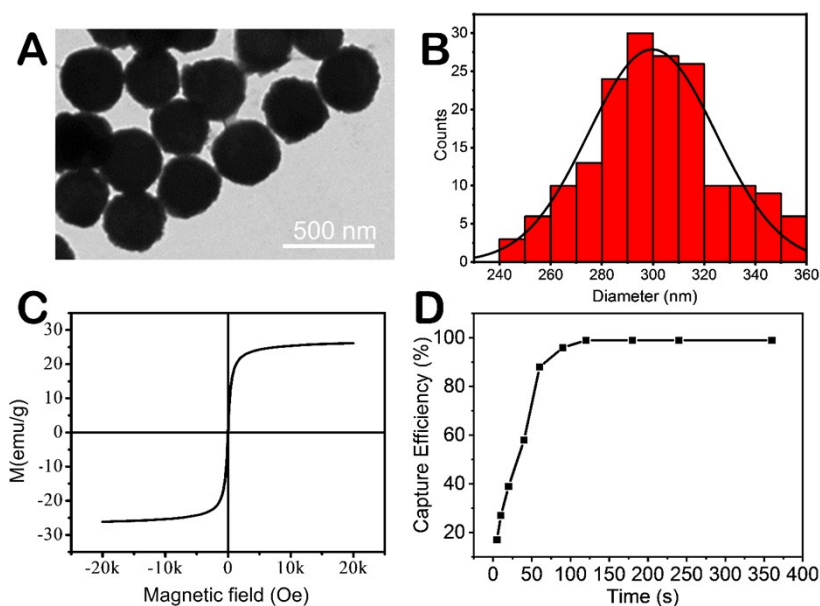 A
500 nm
B
Counts
30
25
20
15
10
5
0
240 260 280 300 320 340 360
Diameter (nm)
C
M(emu/g)
30
20
10
0
-10
-20
-30
-20k -10k 0 10k 20k
Magnetic field (Oe)
D
Capture Efficiency (%)
100
80
60
40
20
0 50 100 150 200 250 300 350 400
Time (s)